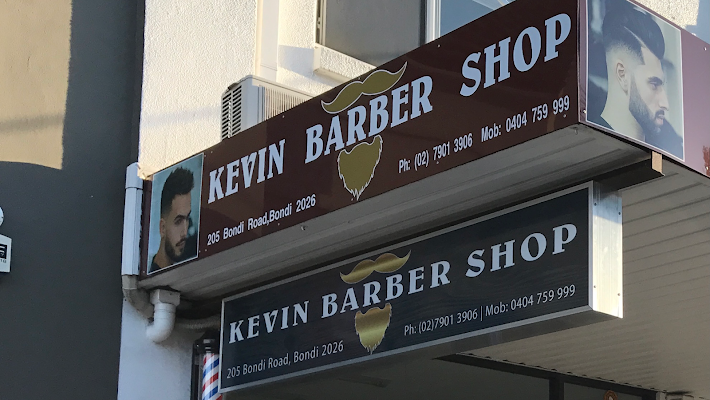 KEVIN BARBER SHOP
205 Bondi Road,Bondi 2026
Ph: (02) 7901 3906 Mob: 0404 759 999
KEVIN BARBER SHOP
205 Bondi Road, Bondi 2026
Ph: (02)7901 3906 | Mob: 0404 759 999